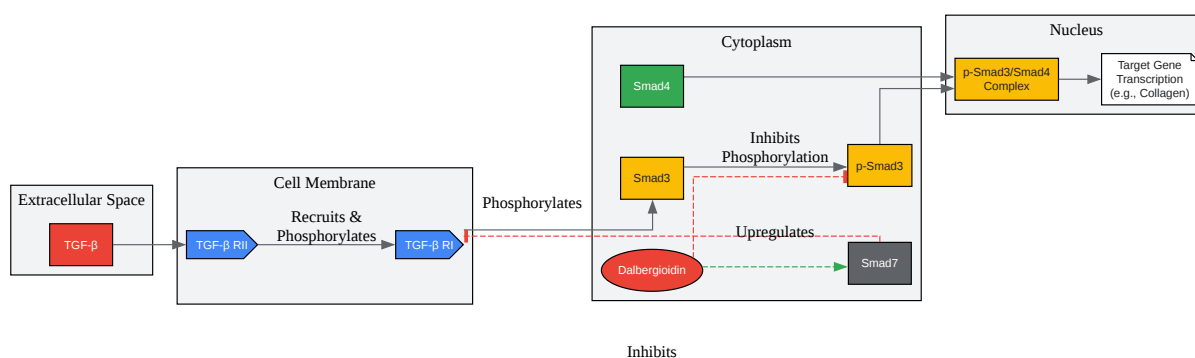 Extracellular Space
TGF-β
Cell Membrane
TGF-β RII
Recruits &
Phosphorylates
TGF-β RI
Phosphorylates
Cytoplasm
Smad4
Smad3
Inhibits
Phosphorylation
p-Smad3
Upregulates
Dalbergioidin
Smad7
Nucleus
p-Smad3/Smad4
Complex
Target Gene
Transcription
(e.g., Collagen)
Inhibits